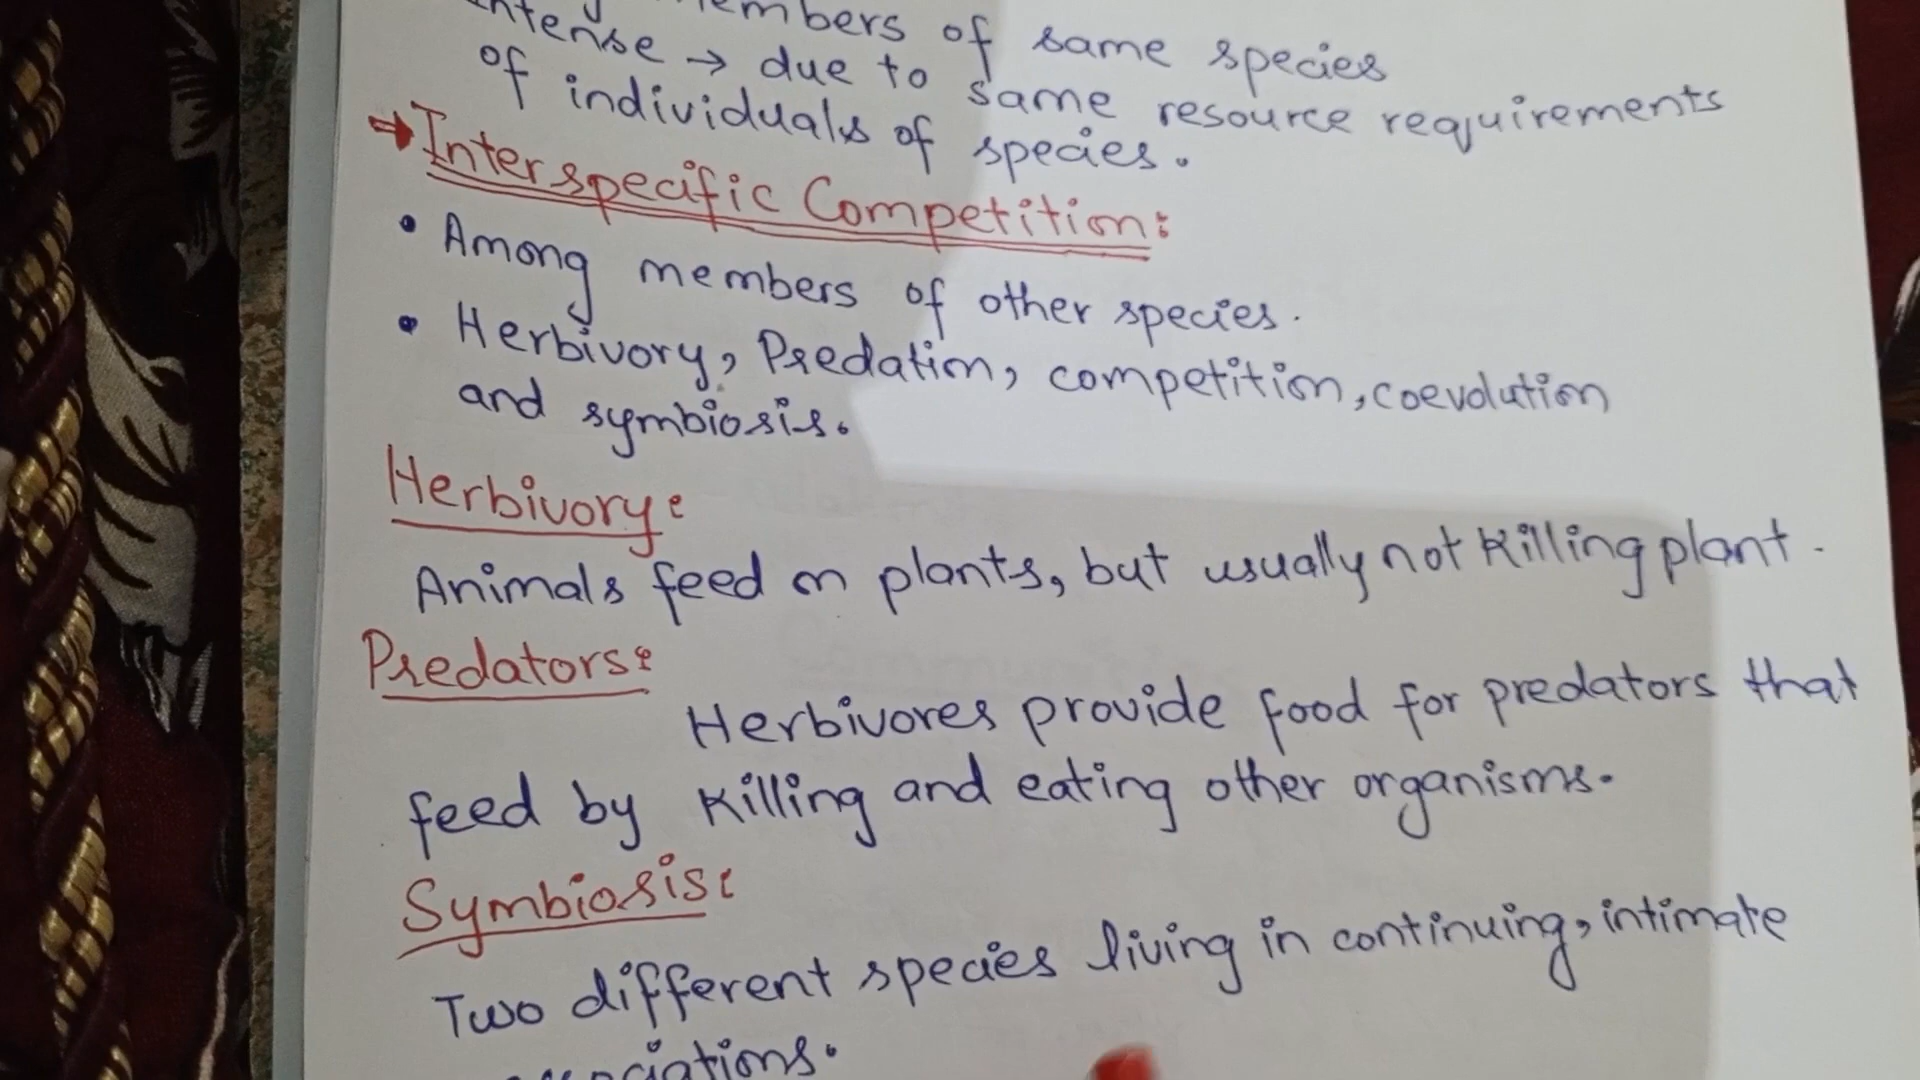 members of same species
intense → due to same resource requirements
of individuals of species.
→ Interspecific Competition:
• Among members of other species.
• Herbivory, Predation, competition, coevolution
and symbiosis.
Herbivory:
Animals feed on plants, but usually not killing plant.
Predators:
Herbivores provide food for predators that
feed by killing and eating other organisms.
Symbiosis:
Two different species living in continuing, intimate
associations.